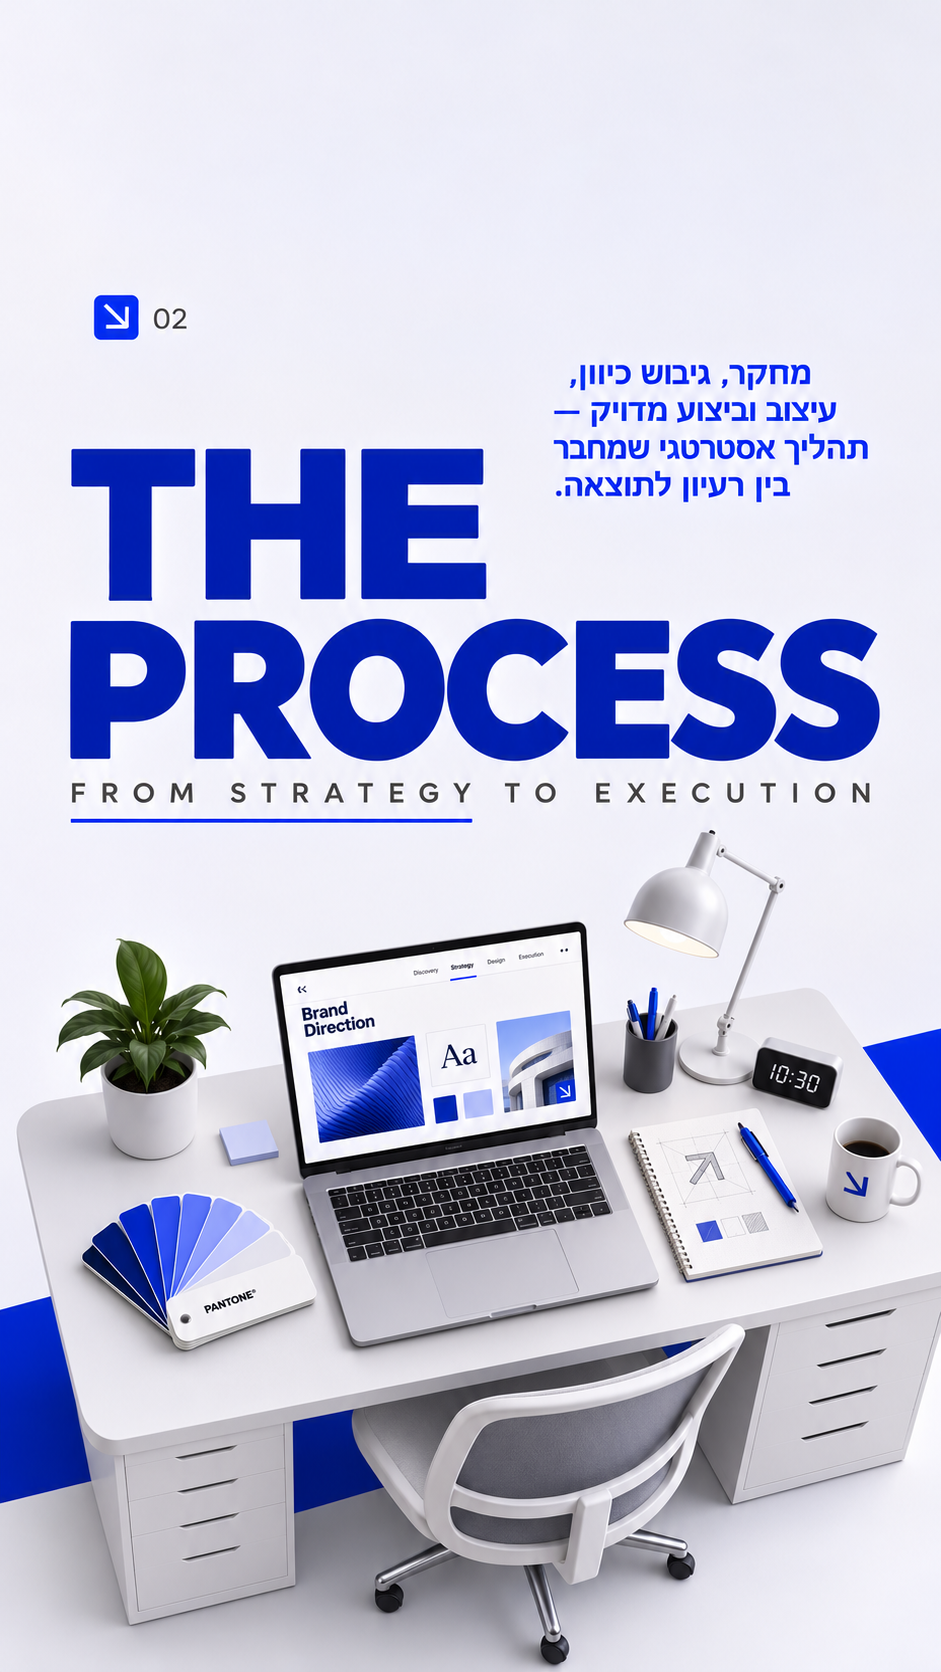 02
מחקר, גיבוש כיוון,
עיצוב וביצוע מדויק —
תהליך אסטרטגי שמחבר
בין רעיון לתוצאה.
THE
PROCESS
FROM STRATEGY TO EXECUTION
Discovery Strategy Design Execution
Brand
Direction
Aa
10:30
PANTONE®